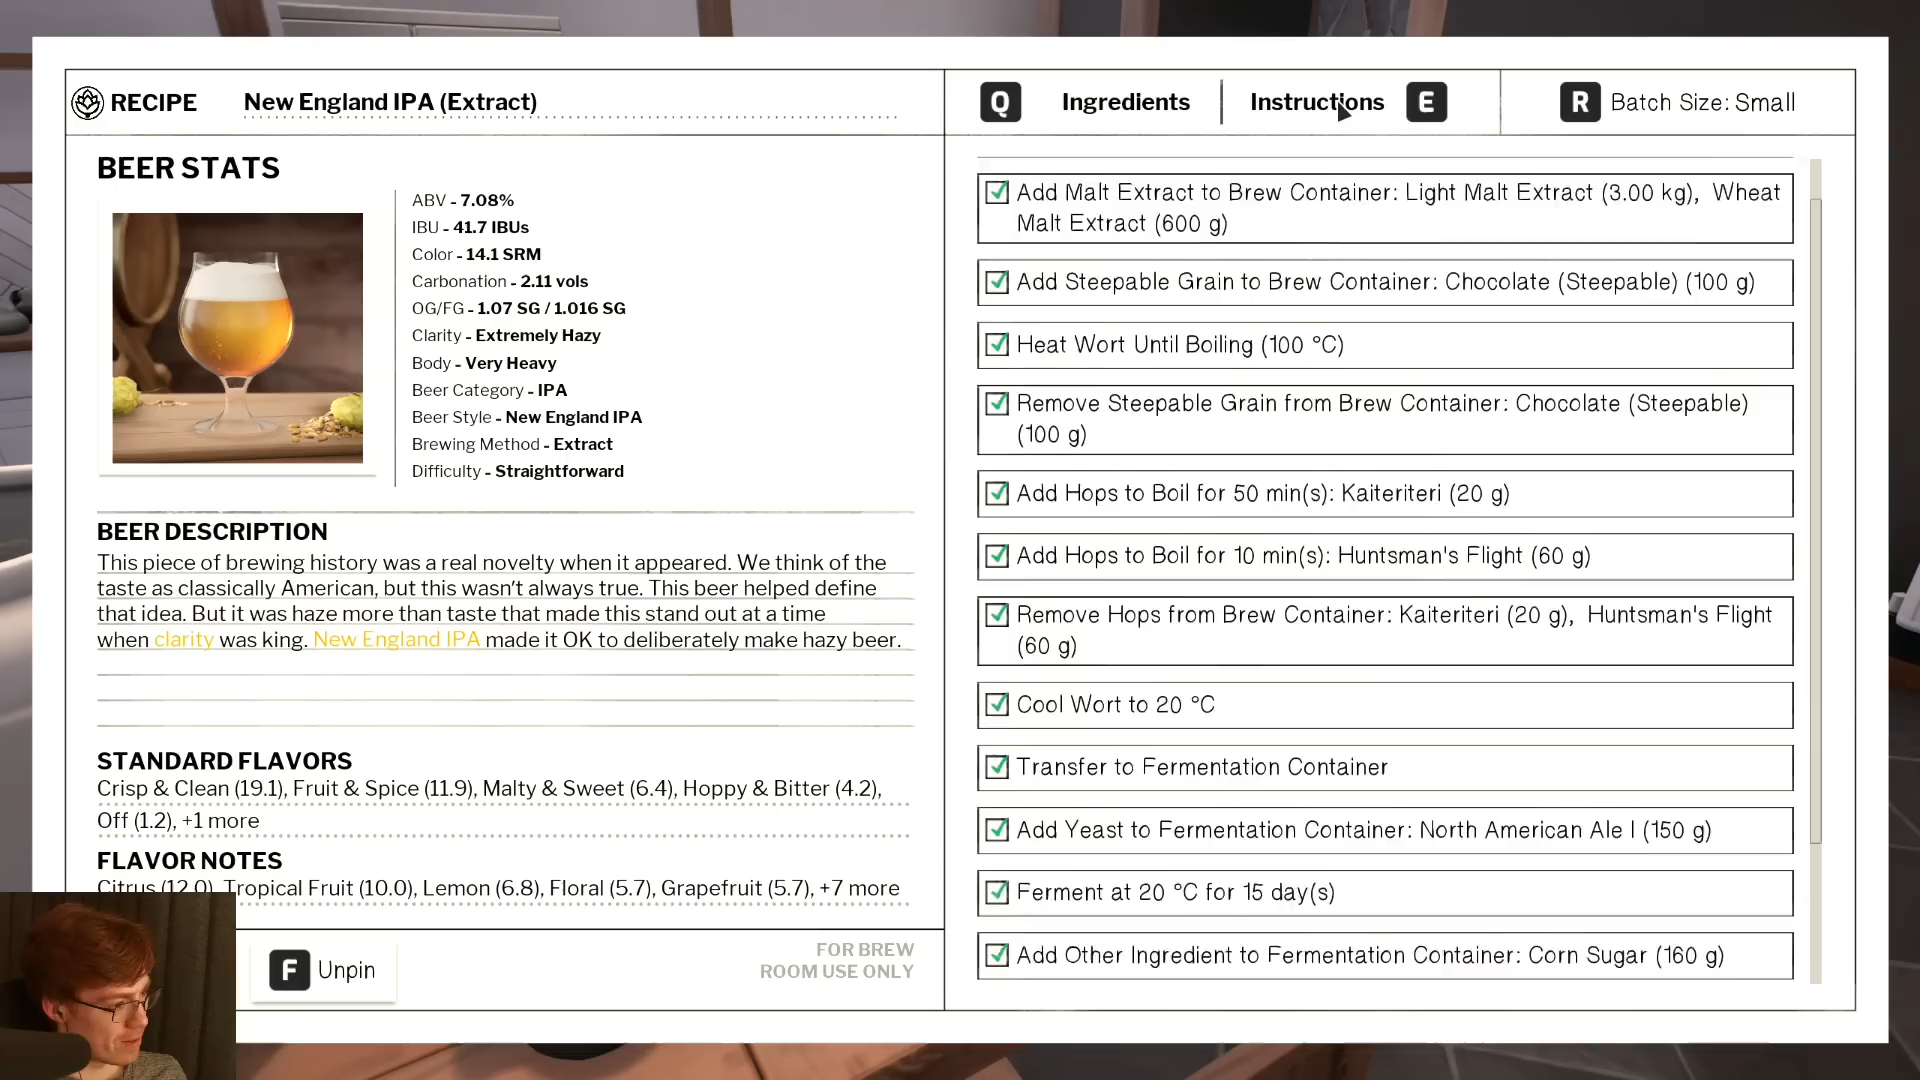 RECIPE New England IPA (Extract)
Q Ingredients Instructions E R Batch Size: Small
BEER STATS
ABV - 7.08%
IBU - 41.7 IBUs
Color - 14.1 SRM
Carbonation - 2.11 vols
OG/FG - 1.07 SG / 1.016 SG
Clarity - Extremely Hazy
Body - Very Heavy
Beer Category - IPA
Beer Style - New England IPA
Brewing Method - Extract
Difficulty - Straightforward
BEER DESCRIPTION
This piece of brewing history was a real novelty when it appeared. We think of the
taste as classically American, but this wasn't always true. This beer helped define
that idea. But it was haze more than taste that made this stand out at a time
when clarity was king. New England IPA made it OK to deliberately make hazy beer.
STANDARD FLAVORS
Crisp & Clean (19.1), Fruit & Spice (11.9), Malty & Sweet (6.4), Hoppy & Bitter (4.2),
Off (1.2), +1 more
FLAVOR NOTES
Citrus (12.0), Tropical Fruit (10.0), Lemon (6.8), Floral (5.7), Grapefruit (5.7), +7 more
F Unpin
FOR BREW
ROOM USE ONLY
Add Malt Extract to Brew Container: Light Malt Extract (3.00 kg), Wheat
Malt Extract (600 g)
Add Steepable Grain to Brew Container: Chocolate (Steepable) (100 g)
Heat Wort Until Boiling (100 °C)
Remove Steepable Grain from Brew Container: Chocolate (Steepable)
(100 g)
Add Hops to Boil for 50 min(s): Kaiteriteri (20 g)
Add Hops to Boil for 10 min(s): Huntsman's Flight (60 g)
Remove Hops from Brew Container: Kaiteriteri (20 g), Huntsman's Flight
(60 g)
Cool Wort to 20 °C
Transfer to Fermentation Container
Add Yeast to Fermentation Container: North American Ale I (150 g)
Ferment at 20 °C for 15 day(s)
Add Other Ingredient to Fermentation Container: Corn Sugar (160 g)